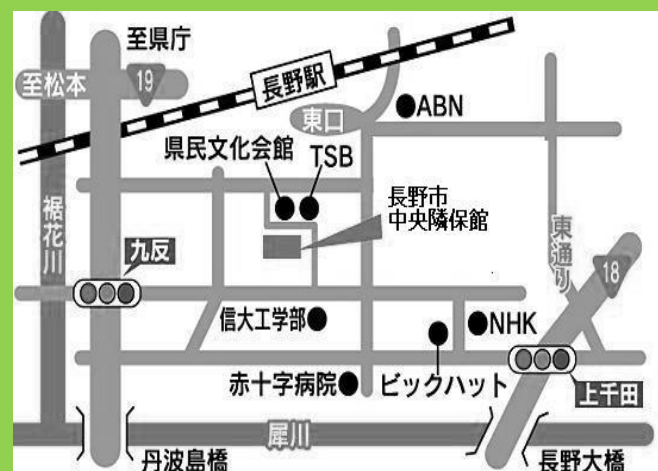 至県庁
至松本
19
長野駅
東口
ABN
県民文化会館
TSB
長野市
中央隣保館
裾花川
九反
東通り
18
信大工学部
NHK
赤十字病院
ビックハット
上千田
丹波島橋
犀川
長野大橋